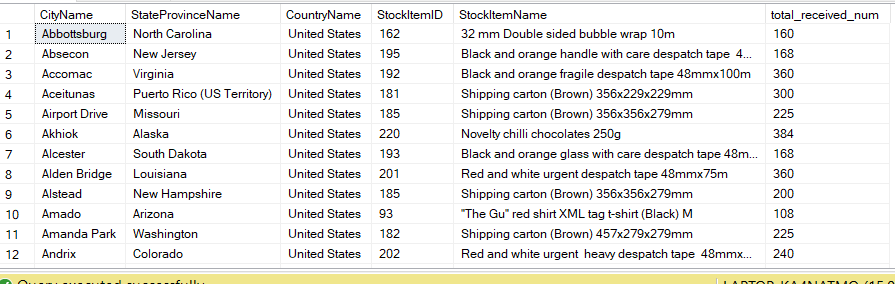 CityName StateProvinceName CountryName StockItemID StockItemName total_received_num
1 Abbottsburg North Carolina United States 162 32 mm Double sided bubble wrap 10m 160
2 Absecon New Jersey United States 195 Black and orange handle with care despatch tape 4... 168
3 Accomac Virginia United States 192 Black and orange fragile despatch tape 48mmx100m 360
4 Aceitunas Puerto Rico (US Territory) United States 181 Shipping carton (Brown) 356x229x229mm 300
5 Airport Drive Missouri United States 185 Shipping carton (Brown) 356x356x279mm 225
6 Akhiok Alaska United States 220 Novelty chilli chocolates 250g 384
7 Alcester South Dakota United States 193 Black and orange glass with care despatch tape 48m... 168
8 Alden Bridge Louisiana United States 201 Red and white urgent despatch tape 48mmx75m 360
9 Alstead New Hampshire United States 185 Shipping carton (Brown) 356x356x279mm 200
10 Amado Arizona United States 93 "The Gu" red shirt XML tag t-shirt (Black) M 108
11 Amanda Park Washington United States 182 Shipping carton (Brown) 457x279x279mm 225
12 Andrix Colorado United States 202 Red and white urgent heavy despatch tape 48mmx... 240
Query executed successfully